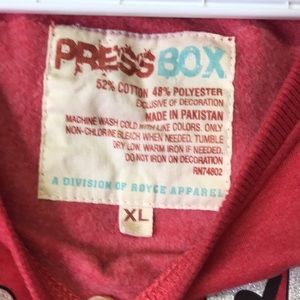 PRESS BOX
52% COTTON 48% POLYESTER
EXCLUSIVE OF DECORATION
MADE IN PAKISTAN
MACHINE WASH COLD WITH LIKE COLORS. ONLY
NON-CHLORINE BLEACH WHEN NEEDED. TUMBLE
DRY LOW. WARM IRON IF NEEDED.
DO NOT IRON ON DECORATION
RN74802
A DIVISION OF ROYCE APPAREL
XL